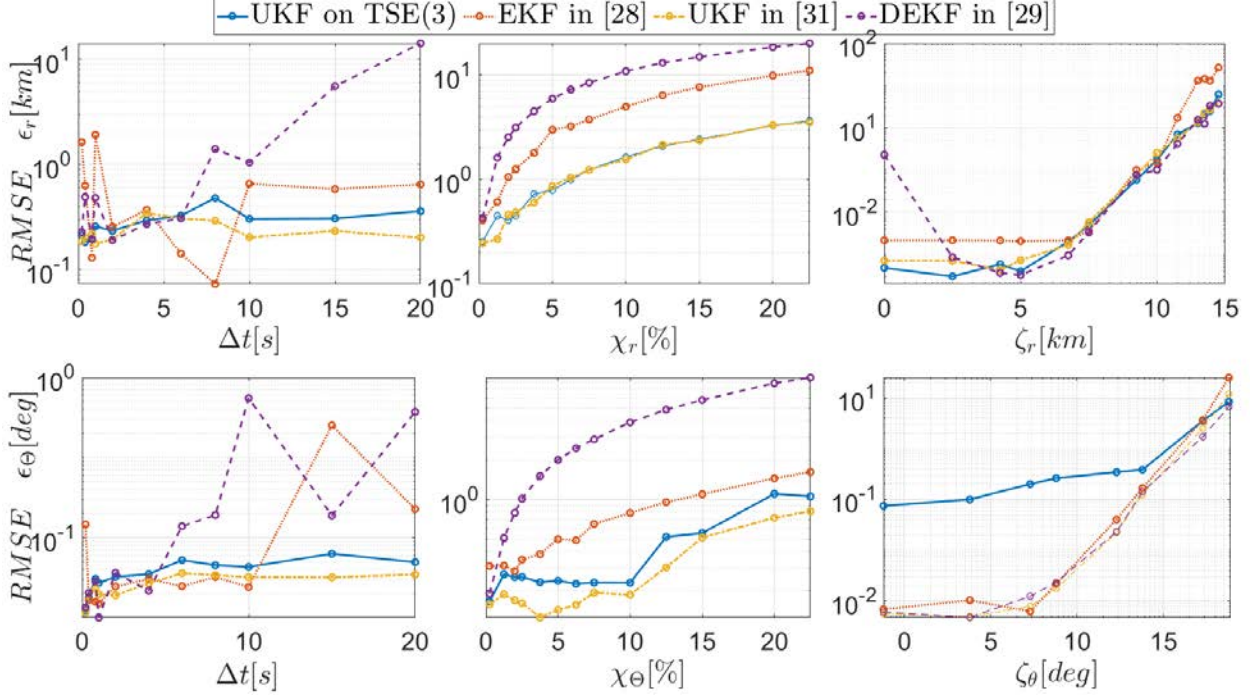 UKF on TSE(3) EKF in [28] UKF in [31] DEKF in [29]
RMSE ϵ_r[km]
10^1
10^0
10^-1
0 5 10 15 20
Δt[s]
10^1
10^0
10^-1
0 5 10 15 20
χ_r[%]
10^2
10^1
10^-2
0 5 10 15
ζ_r[km]
RMSE ϵ_Θ[deg]
10^0
10^-1
0 5 10 15 20
Δt[s]
10^0
0 5 10 15 20
χ_Θ[%]
10^1
10^-1
10^-2
0 5 10 15
ζ_θ[deg]